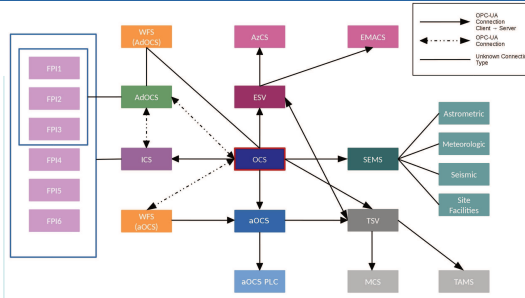 OPC-UA
Connection
Client - Server
OPC-UA
Connection
Unknown Connecti
Type
WFS
(AdOCS)
AzCS
EMACS
FPI1
FPI2
FPI3
FPI4
FPI5
FPI6
AdOCS
ESV
Astrometric
Meteorologic
Seismic
Site
Facilities
ICS
OCS
SEMS
WFS
(aOCS)
aOCS
TSV
aOCS PLC
MCS
TAMS